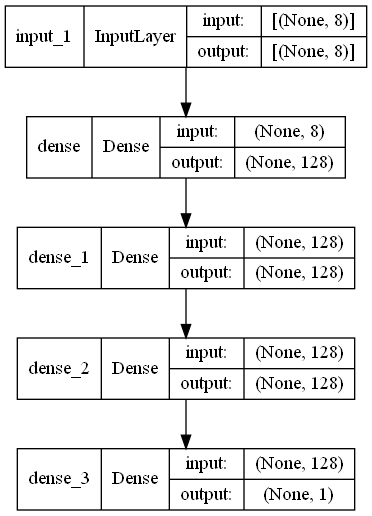 input_1 InputLayer input: [(None, 8)]
output: [(None, 8)]
dense Dense input: (None, 8)
output: (None, 128)
dense_1 Dense input: (None, 128)
output: (None, 128)
dense_2 Dense input: (None, 128)
output: (None, 128)
dense_3 Dense input: (None, 128)
output: (None, 1)